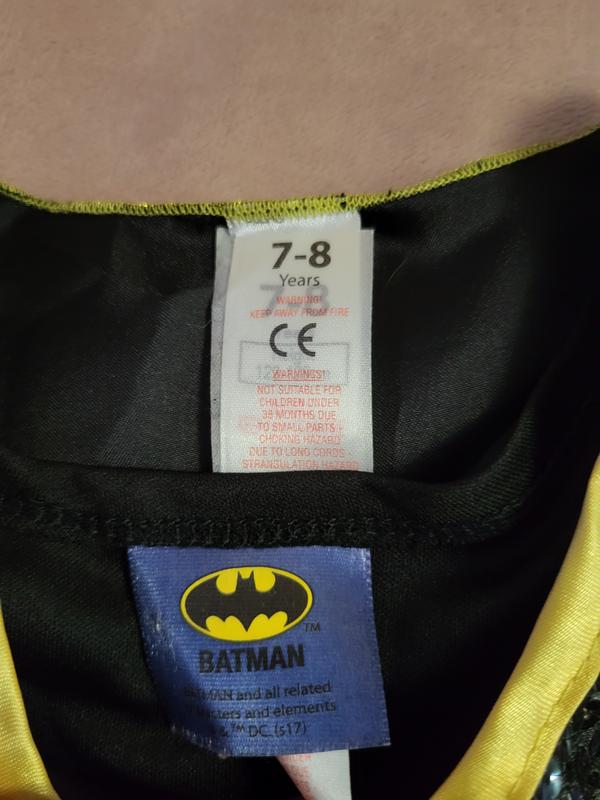 7-8
Years
WARNING!
KEEP AWAY FROM FIRE
CE
WARNINGS!
NOT SUITABLE FOR
CHILDREN UNDER
36 MONTHS DUE
TO SMALL PARTS -
CHOKING HAZARD
DUE TO LONG CORDS -
STRANGULATION HAZARD
TM
BATMAN
BATMAN and all related
characters and elements
& ™ DC. (s17)